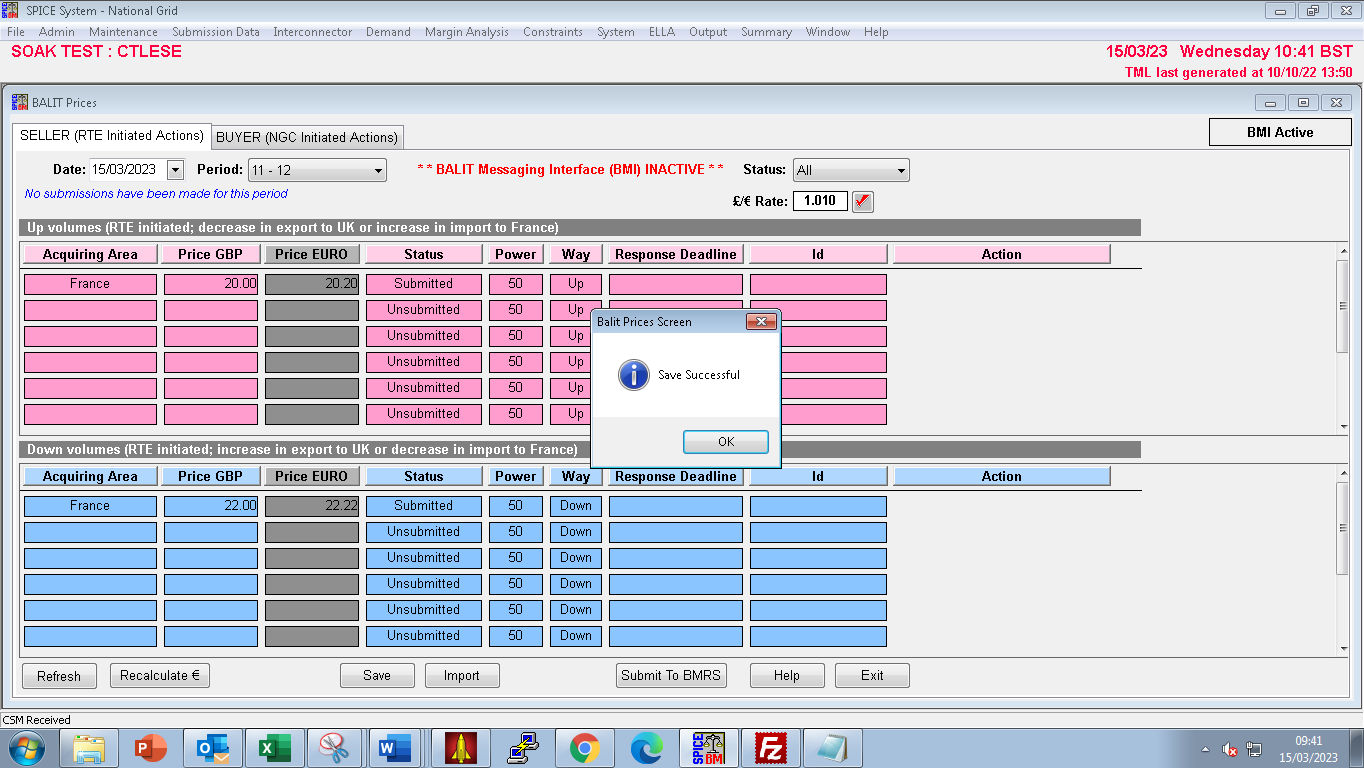 SPICE System - National Grid
File Admin Maintenance Submission Data Interconnector Demand Margin Analysis Constraints System ELLA Output Summary Window Help
SOAK TEST : CTLESE 15/03/23 Wednesday 10:41 BST
TML last generated at 10/10/22 13:50
BALIT Prices
SELLER (RTE Initiated Actions) BUYER (NGC Initiated Actions) BMI Active
Date: 15/03/2023 Period: 11 - 12 * * BALIT Messaging Interface (BMI) INACTIVE * * Status: All
No submissions have been made for this period
£/€ Rate: 1.010
Up volumes (RTE initiated; decrease in export to UK or increase in import to France)
Acquiring Area Price GBP Price EURO Status Power Way Response Deadline Id Action
France 20.00 20.20 Submitted 50 Up
Unsubmitted 50 Up
Unsubmitted 50 Up
Unsubmitted 50 Up
Unsubmitted 50 Up
Unsubmitted 50 Up
Balit Prices Screen
Save Successful
OK
Down volumes (RTE initiated; increase in export to UK or decrease in import to France)
Acquiring Area Price GBP Price EURO Status Power Way Response Deadline Id Action
France 22.00 22.22 Submitted 50 Down
Unsubmitted 50 Down
Unsubmitted 50 Down
Unsubmitted 50 Down
Unsubmitted 50 Down
Unsubmitted 50 Down
Refresh Recalculate € Save Import Submit To BMRS Help Exit
CSM Received
SPICE BMI
09:41
15/03/2023